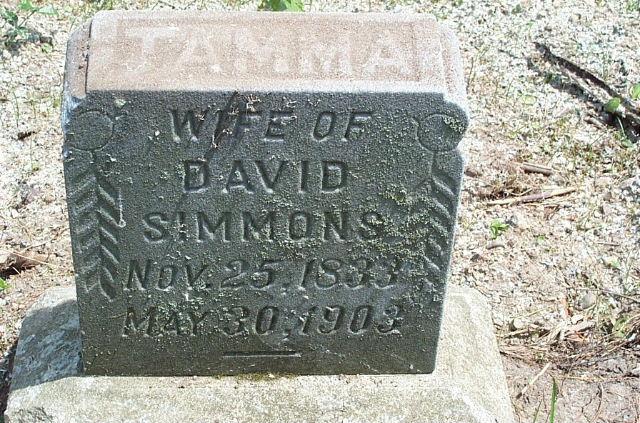 TAMMA
WIFE OF
DAVID
SIMMONS
NOV. 25, 1833
MAY 30, 1903